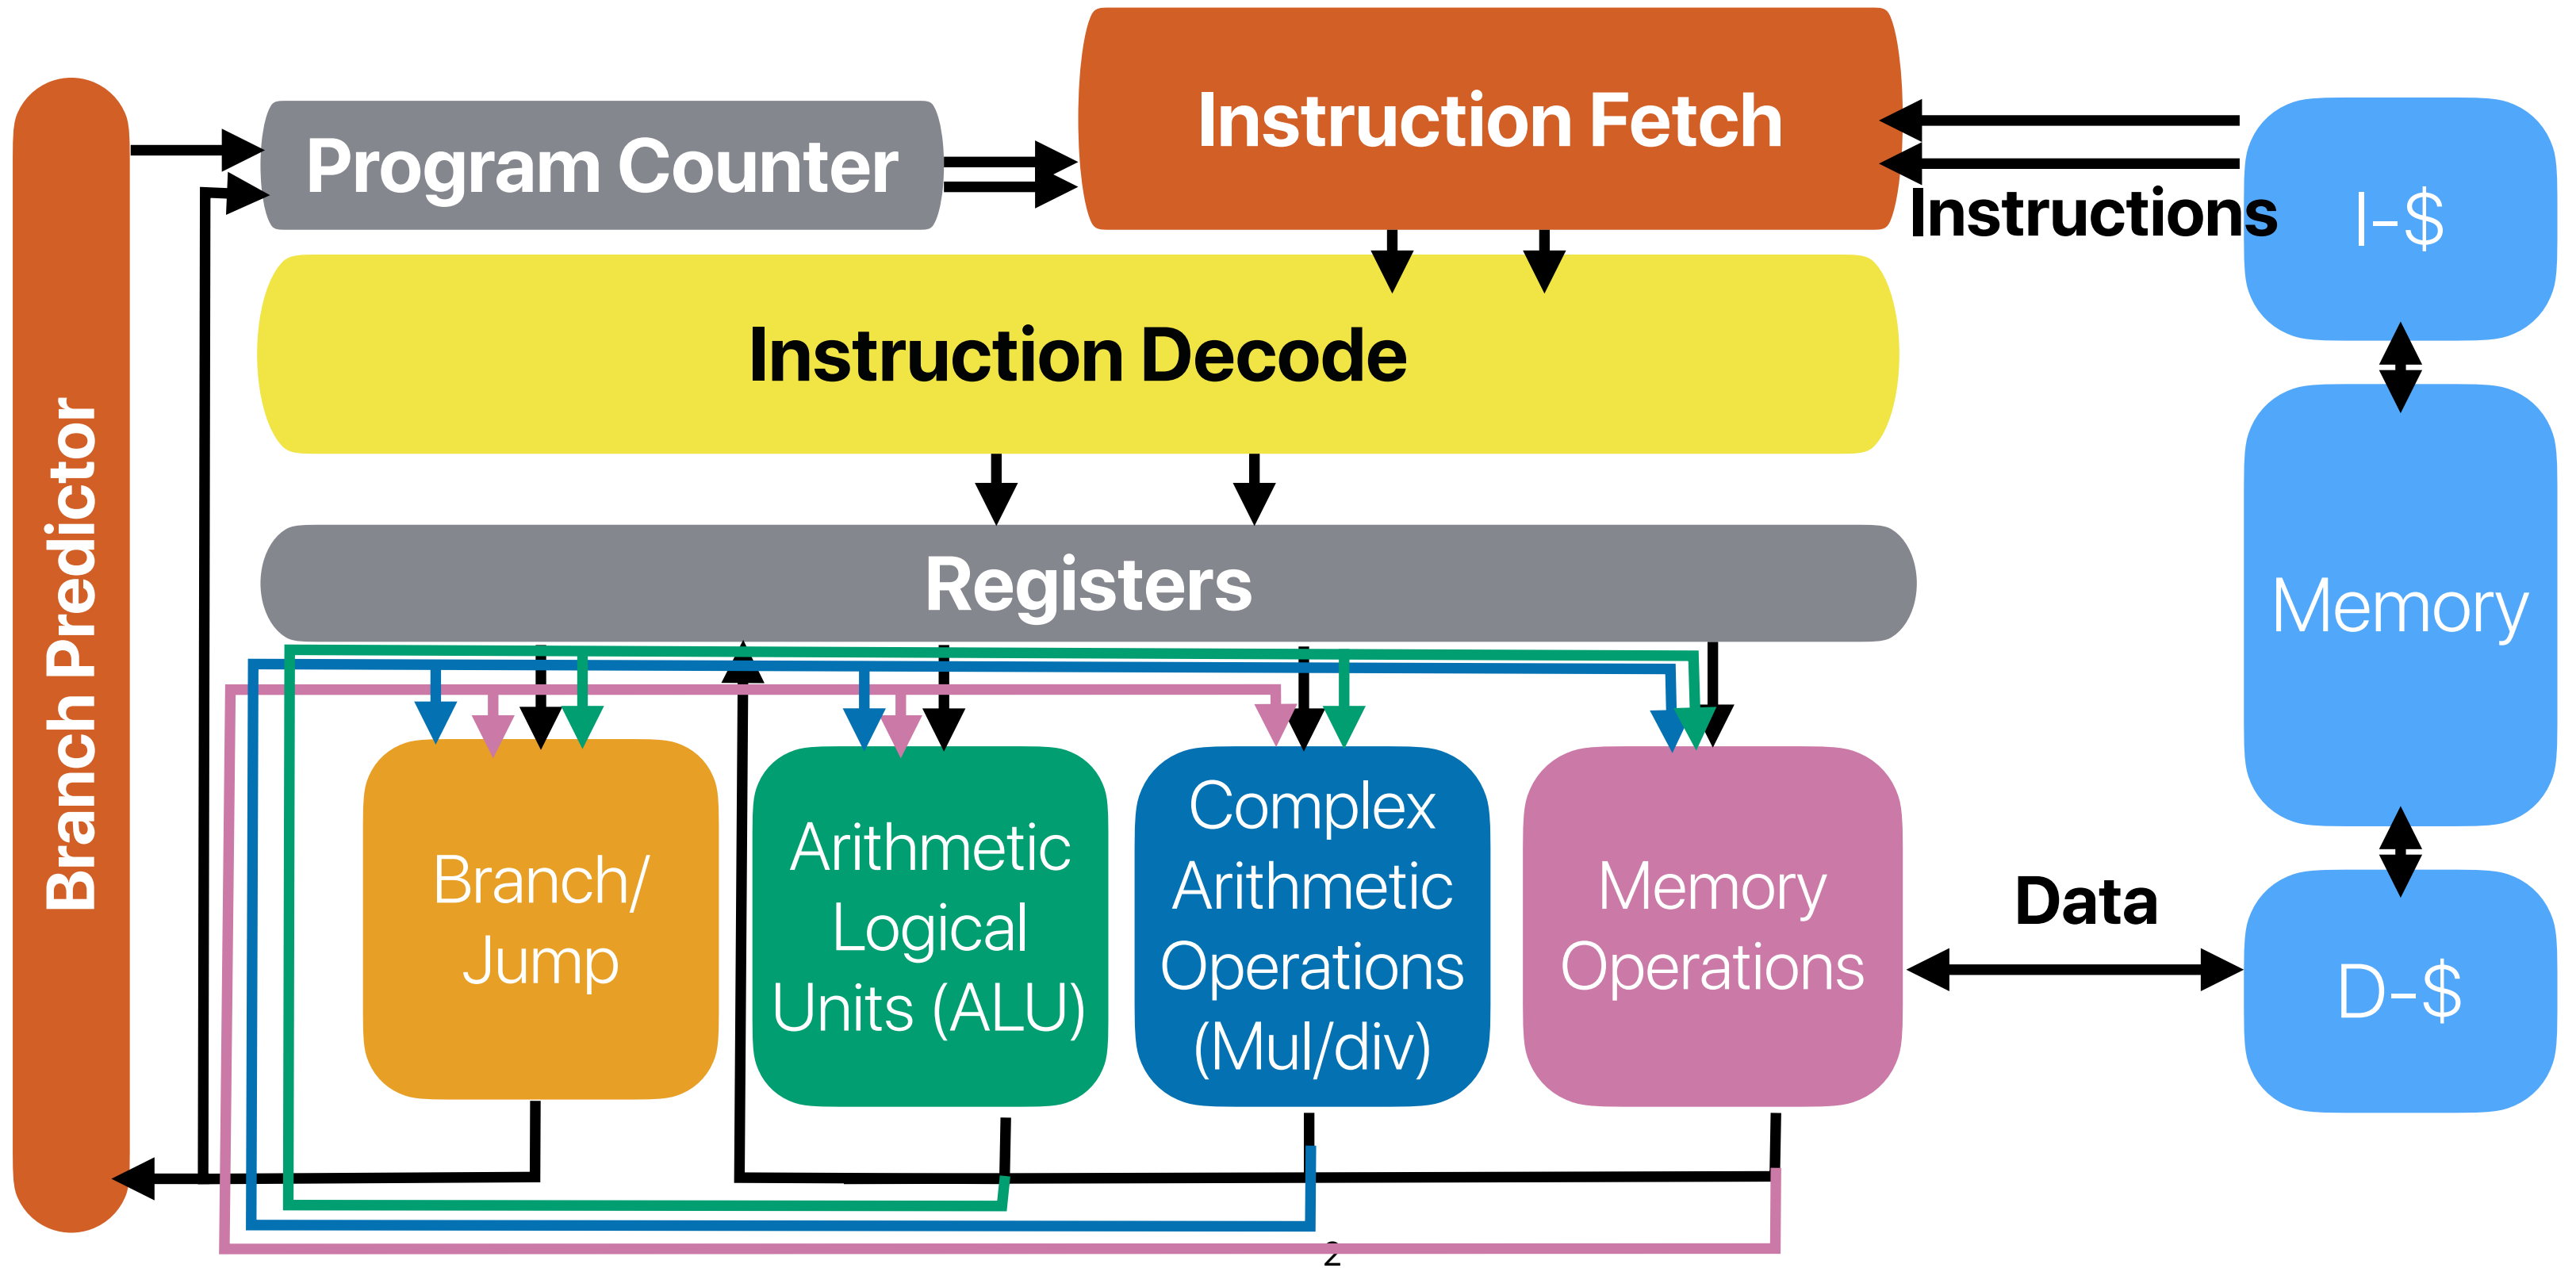 Branch Predictor
Program Counter
Instruction Fetch
Instructions
I-$
Instruction Decode
Registers
Memory
Branch/
Jump
Arithmetic
Logical
Units (ALU)
Complex
Arithmetic
Operations
(Mul/div)
Memory
Operations
Data
D-$
2